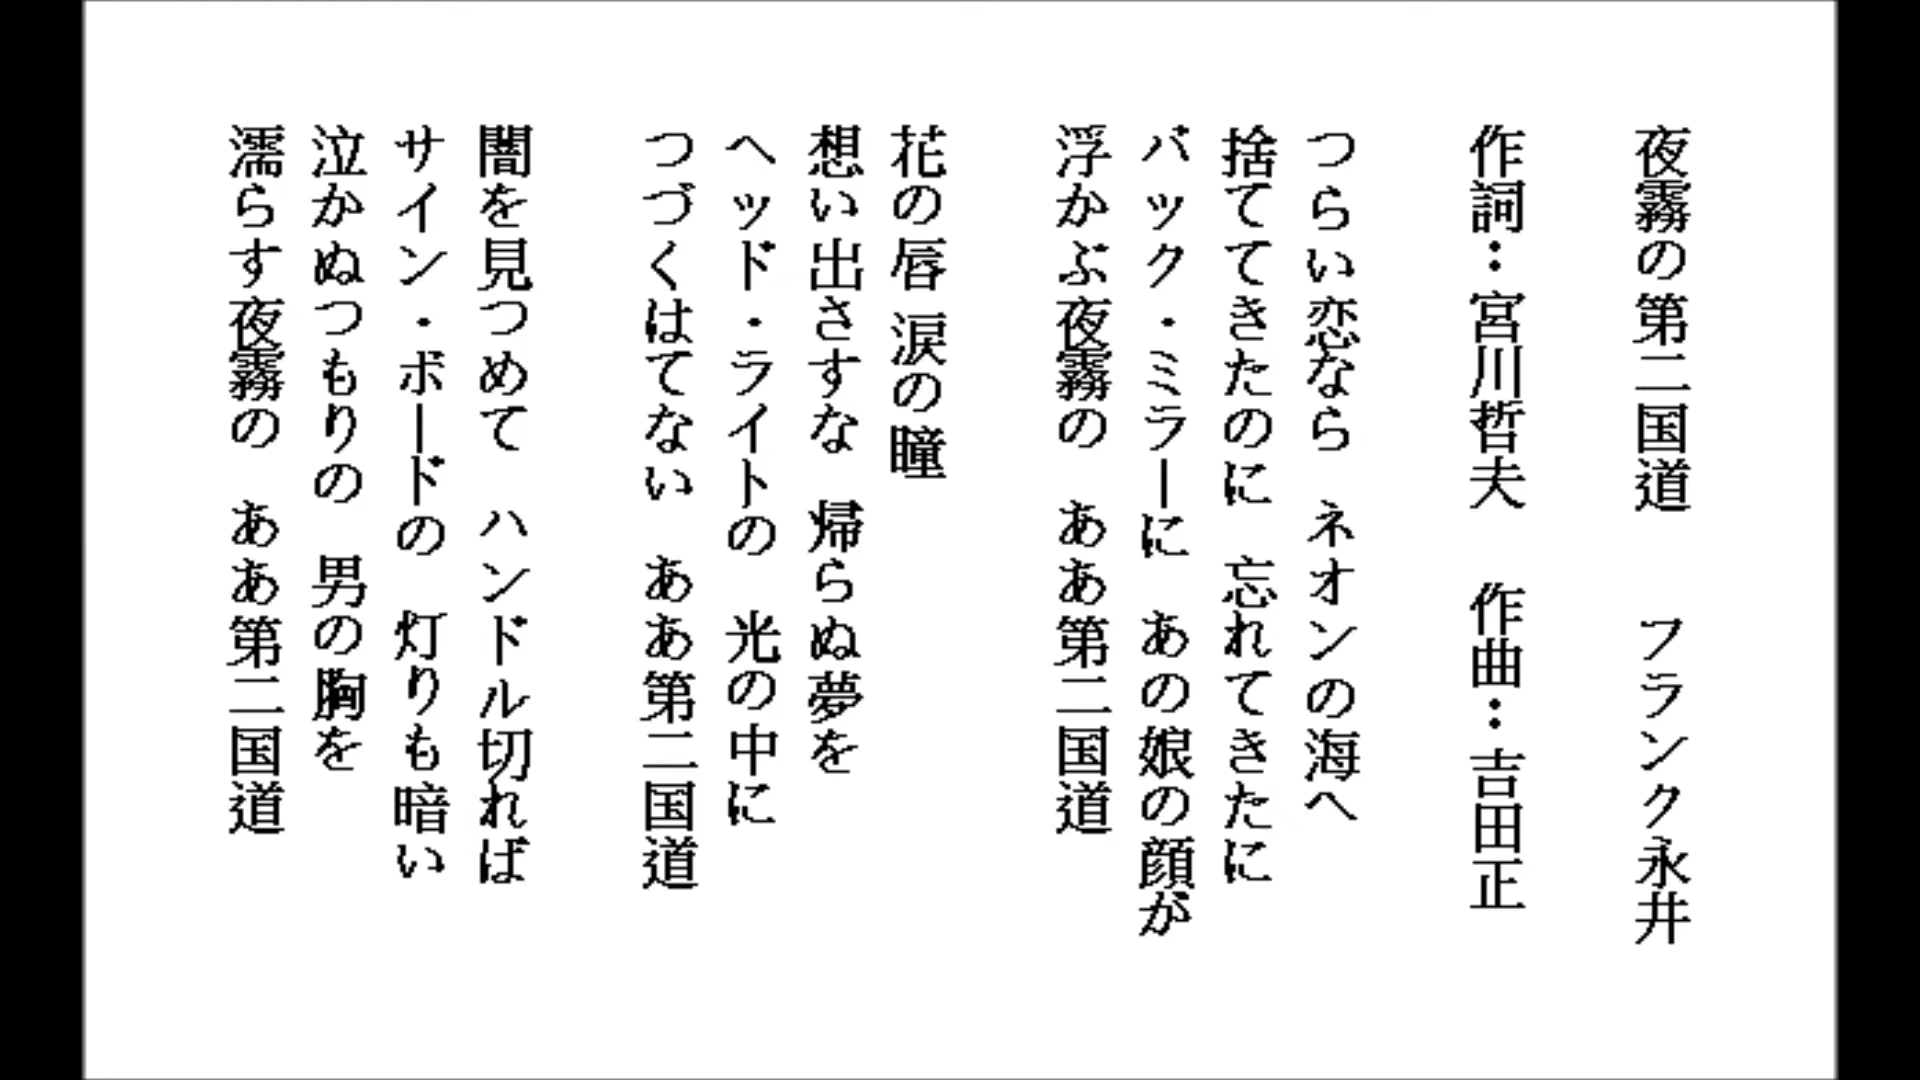 夜霧の第二国道　　フランク永井
作詞：宮川哲夫　作曲：吉田正
つらい恋なら　ネオンの海へ
捨ててきたのに　忘れてきたに
バック・ミラーに　あの娘の顔が
浮かぶ夜霧の　ああ第二国道
花の唇 涙の瞳
想い出さすな　帰らぬ夢を
ヘッド・ライトの　光の中に
つづくはてない　ああ第二国道
闇を見つめて　ハンドル切れば
サイン・ボードの　灯りも暗い
泣かぬつもりの　男の胸を
濡らす夜霧の　ああ第二国道